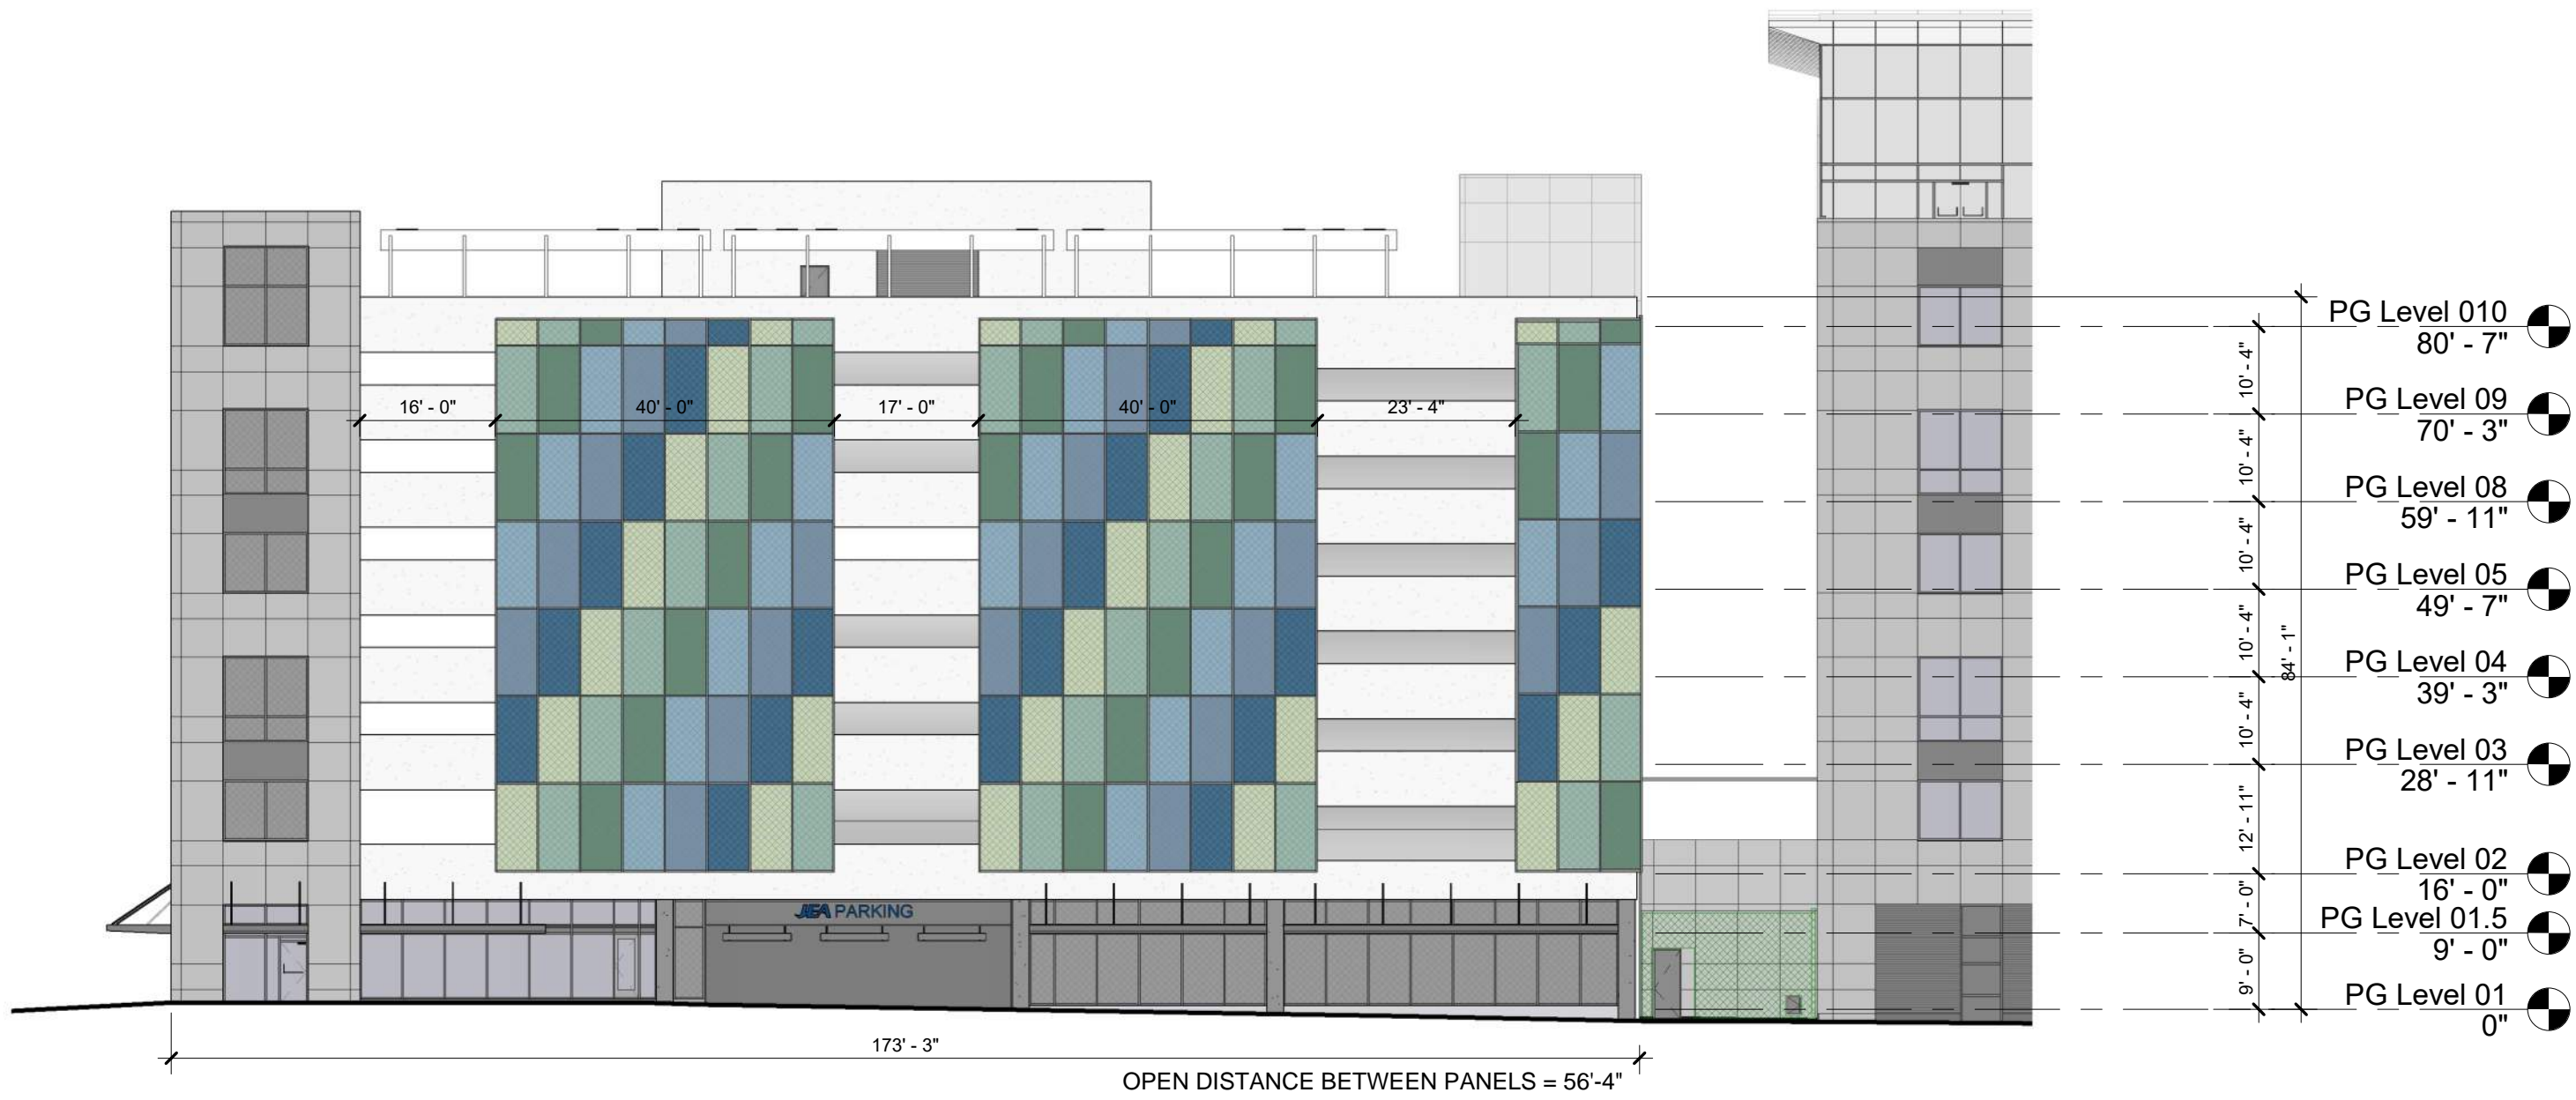 JEA PARKING
16' - 0"
40' - 0"
17' - 0"
40' - 0"
23' - 4"
PG Level 010
80' - 7"
10' - 4"
PG Level 09
70' - 3"
10' - 4"
PG Level 08
59' - 11"
10' - 4"
PG Level 05
49' - 7"
10' - 4"
84' - 1"
PG Level 04
39' - 3"
10' - 4"
PG Level 03
28' - 11"
12' - 11"
PG Level 02
16' - 0"
7' - 0"
PG Level 01.5
9' - 0"
9' - 0"
PG Level 01
0"
173' - 3"
OPEN DISTANCE BETWEEN PANELS = 56'-4"